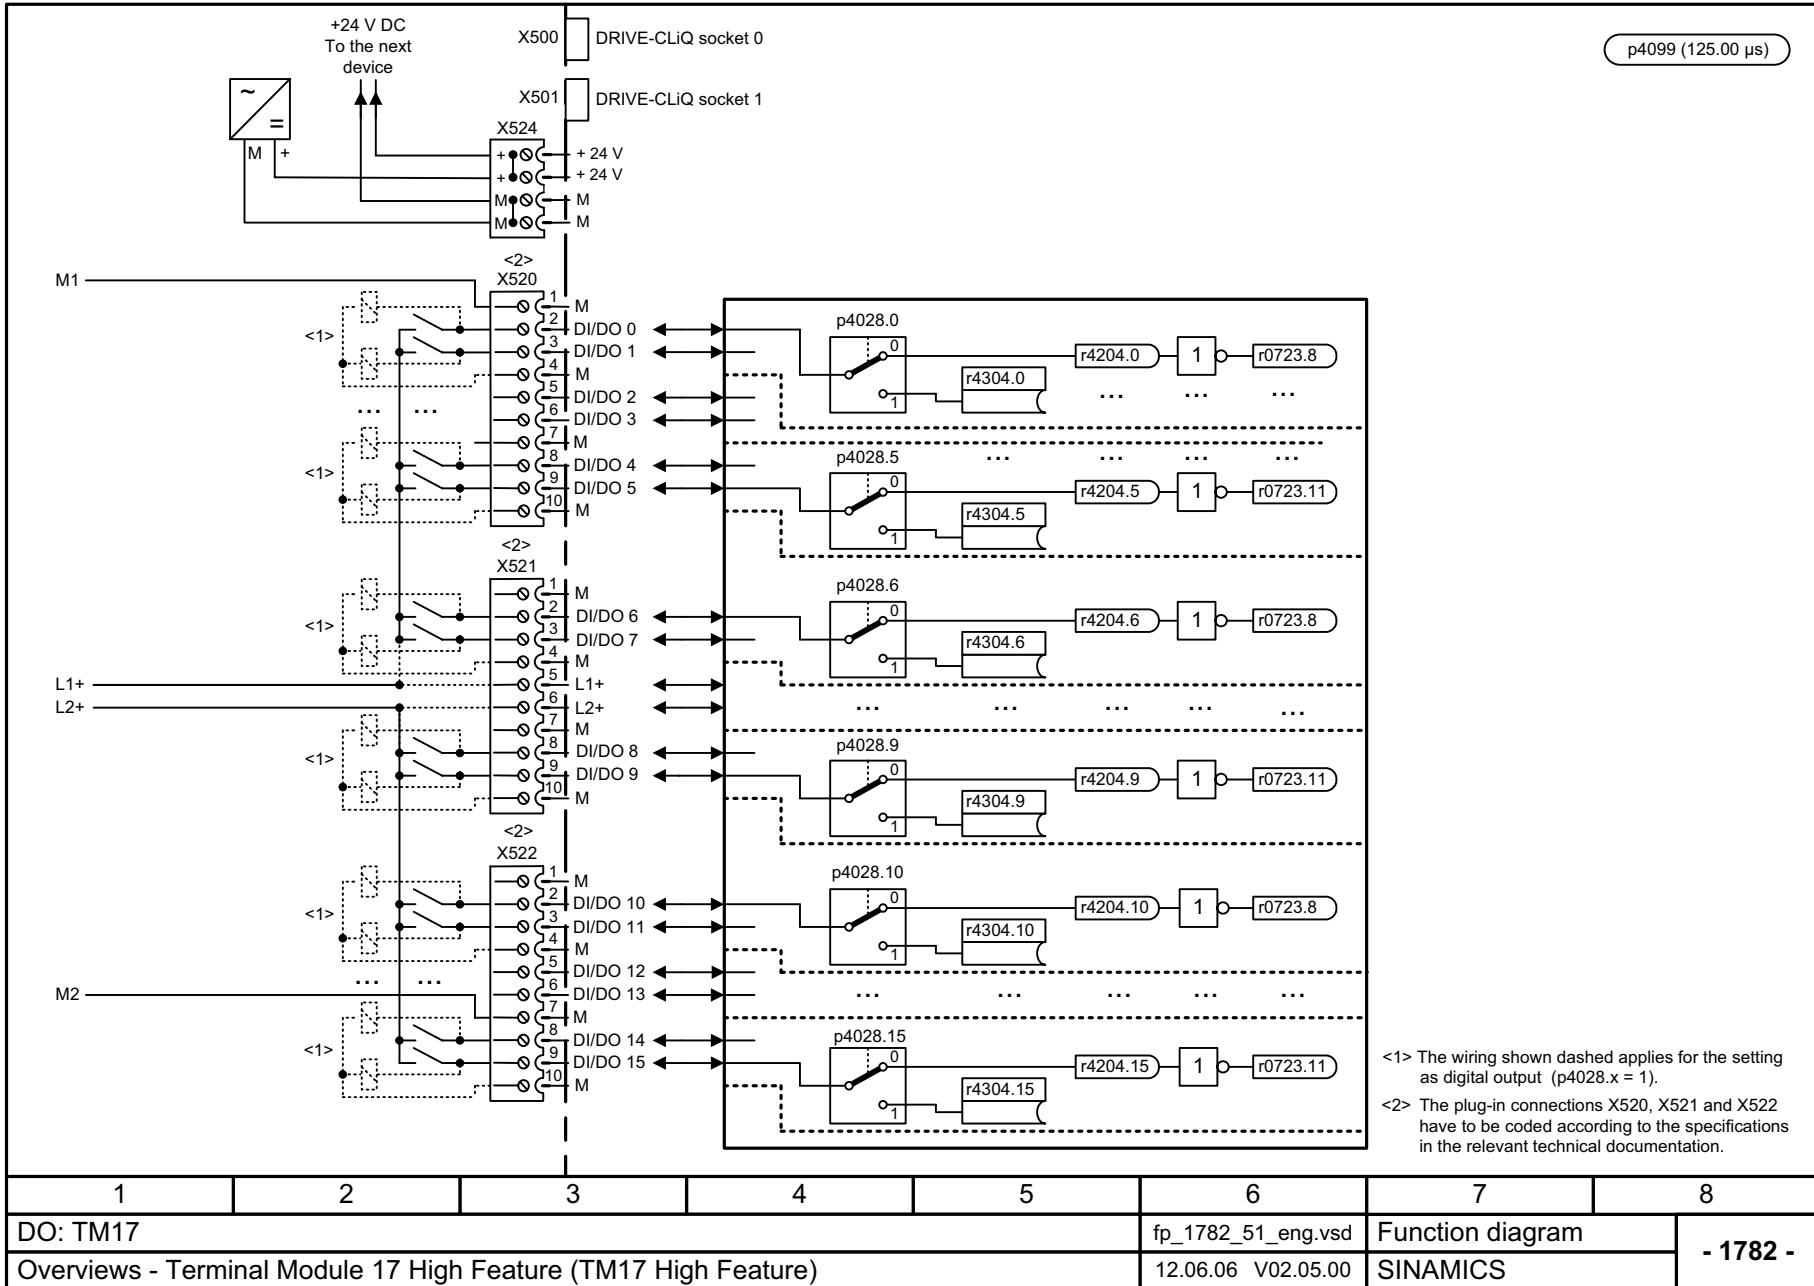 +24 V DC
To the next
device
X500 DRIVE-CLiQ socket 0
p4099 (125.00 µs)
X501 DRIVE-CLiQ socket 1
~
=
M +
X524
+ + 24 V
+ + 24 V
M M
M M
<2>
M1
X520
1 M
2 DI/DO 0
3 DI/DO 1
4 M
5 DI/DO 2
6 DI/DO 3
7 M
8 DI/DO 4
9 DI/DO 5
10 M
<1>
... ...
<1>
p4028.0
0
1
r4204.0 1 r0723.8
r4304.0
... ... ...
... ... ... ...
p4028.5
0
1
r4204.5 1 r0723.11
r4304.5
<2>
X521
1 M
2 DI/DO 6
3 DI/DO 7
4 M
5 L1+
6 L2+
7 M
8 DI/DO 8
9 DI/DO 9
10 M
<1>
L1+
L2+
<1>
p4028.6
0
1
r4204.6 1 r0723.8
r4304.6
... ... ... ... ...
p4028.9
0
1
r4204.9 1 r0723.11
r4304.9
<2>
X522
1 M
2 DI/DO 10
3 DI/DO 11
4 M
5 DI/DO 12
6 DI/DO 13
7 M
8 DI/DO 14
9 DI/DO 15
10 M
<1>
... ...
M2
<1>
p4028.10
0
1
r4204.10 1 r0723.8
r4304.10
... ... ... ... ...
p4028.15
0
1
r4204.15 1 r0723.11
r4304.15
<1> The wiring shown dashed applies for the setting
as digital output (p4028.x = 1).
<2> The plug-in connections X520, X521 and X522
have to be coded according to the specifications
in the relevant technical documentation.
1 2 3 4 5 6 7 8
DO: TM17 fp_1782_51_eng.vsd Function diagram
- 1782 -
Overviews - Terminal Module 17 High Feature (TM17 High Feature) 12.06.06 V02.05.00 SINAMICS